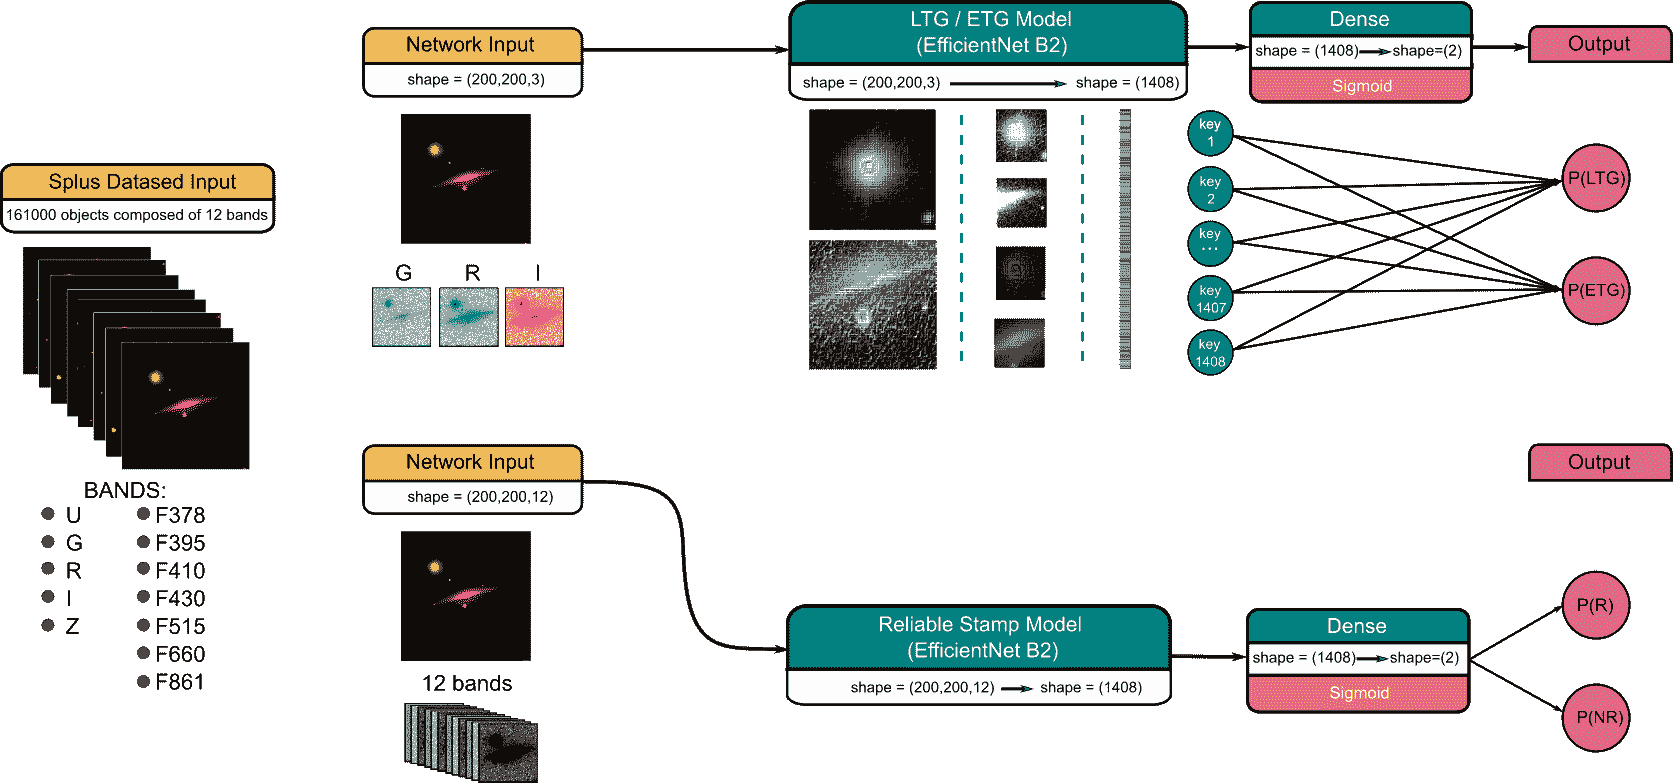 Splus Datased Input
161000 objects composed of 12 bands
BANDS:
U
G
R
I
Z
F378
F395
F410
F430
F515
F660
F861
Network Input
shape = (200,200,3)
G R I
LTG / ETG Model
(EfficientNet B2)
shape = (200,200,3) shape = (1408)
Dense
shape = (1408) shape=(2)
Sigmoid
Output
key
1
key
2
key
...
key
1407
key
1408
P(LTG)
P(ETG)
Network Input
shape = (200,200,12)
12 bands
Reliable Stamp Model
(EfficientNet B2)
shape = (200,200,12) shape = (1408)
Dense
shape = (1408) shape=(2)
Sigmoid
Output
P(R)
P(NR)